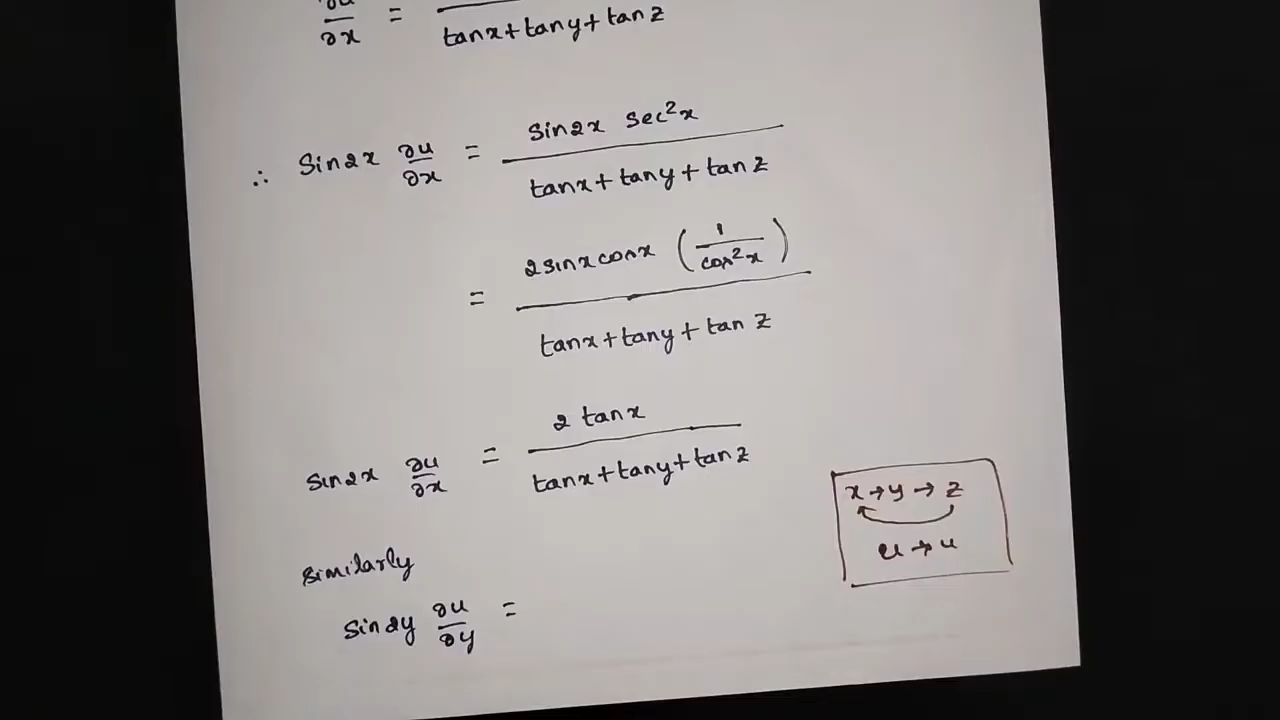 ∂u/∂x = ——— / tanx + tany + tan z
∴ Sin2x ∂u/∂x = sin2x sec²x / tanx + tany + tan z
= 2sinx cosx (1/cos²x) / tanx + tany + tan z
sin2x ∂u/∂x = 2 tanx / tanx + tany + tan z
x → y → z
u → u
similarly
Sin2y ∂u/∂y =